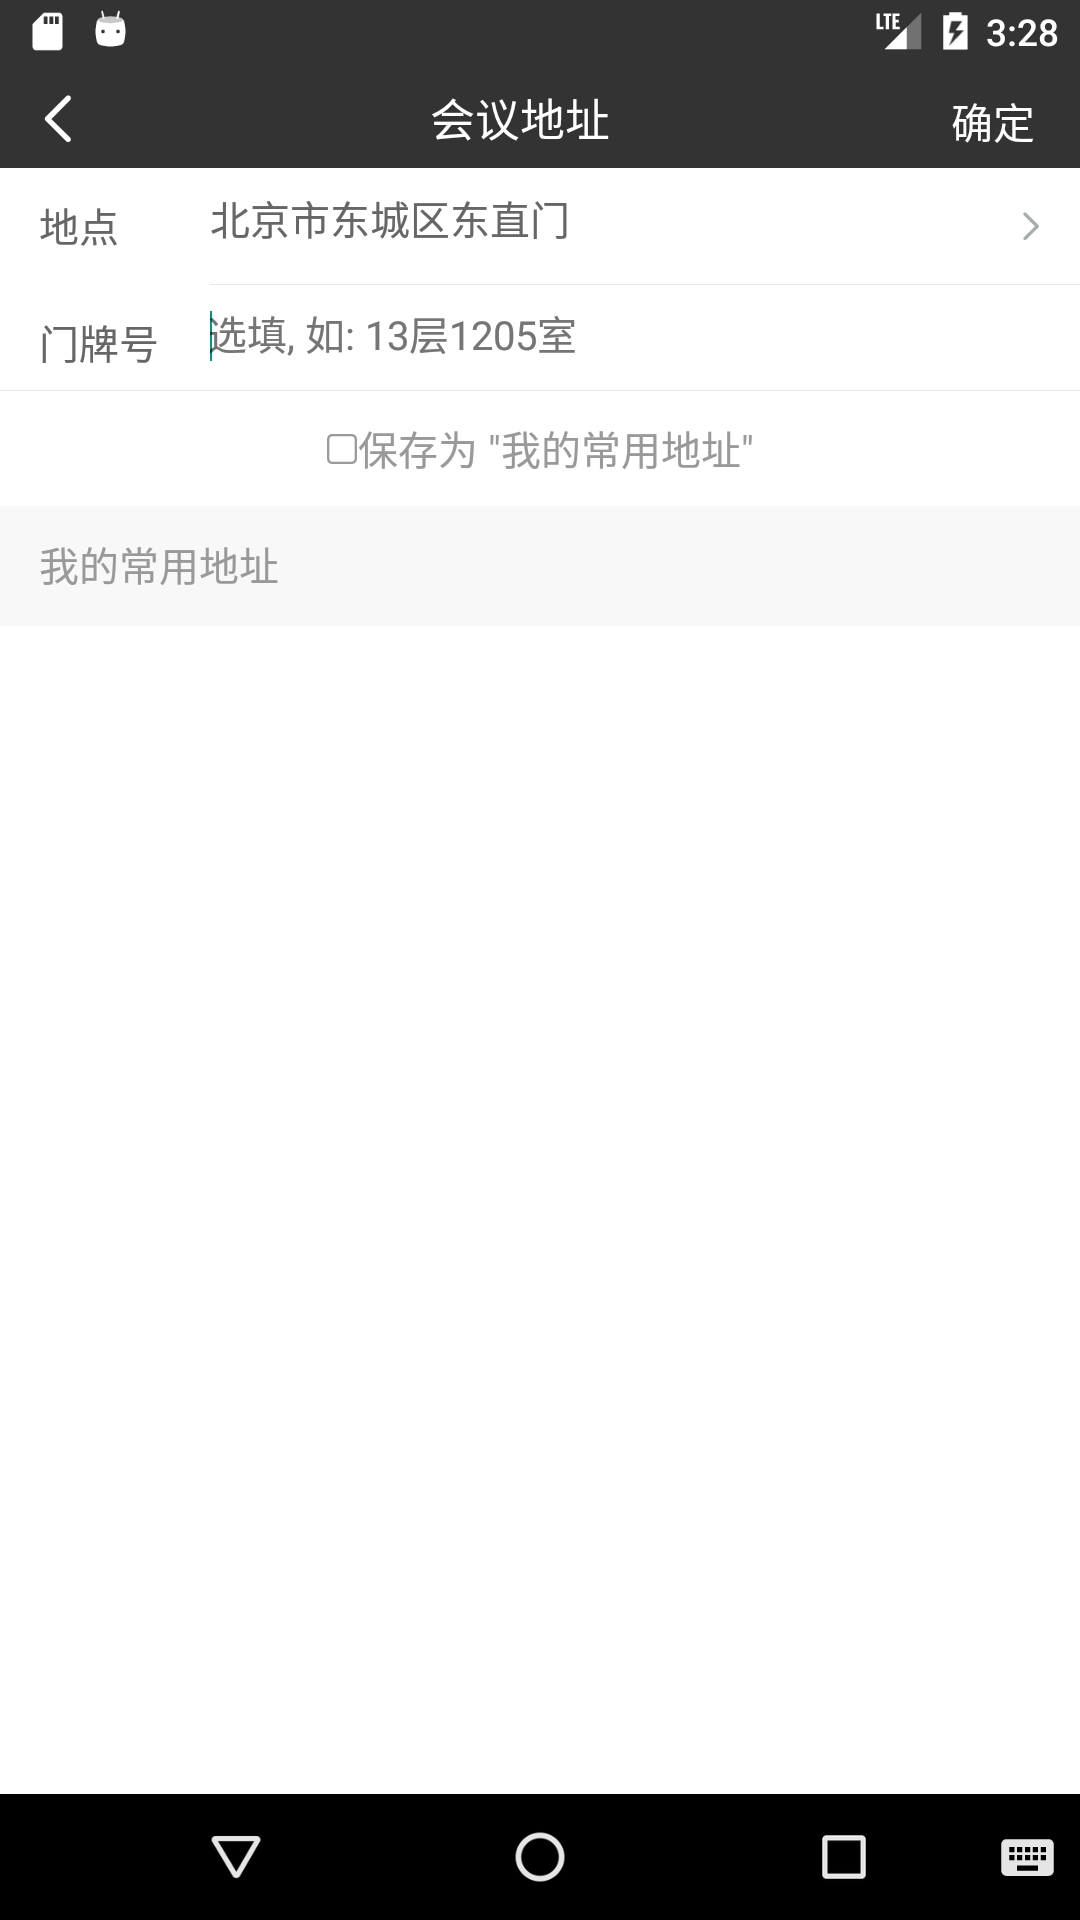 LTE 3:28
会议地址 确定
地点 北京市东城区东直门
门牌号 选填, 如: 13层1205室
保存为 "我的常用地址"
我的常用地址